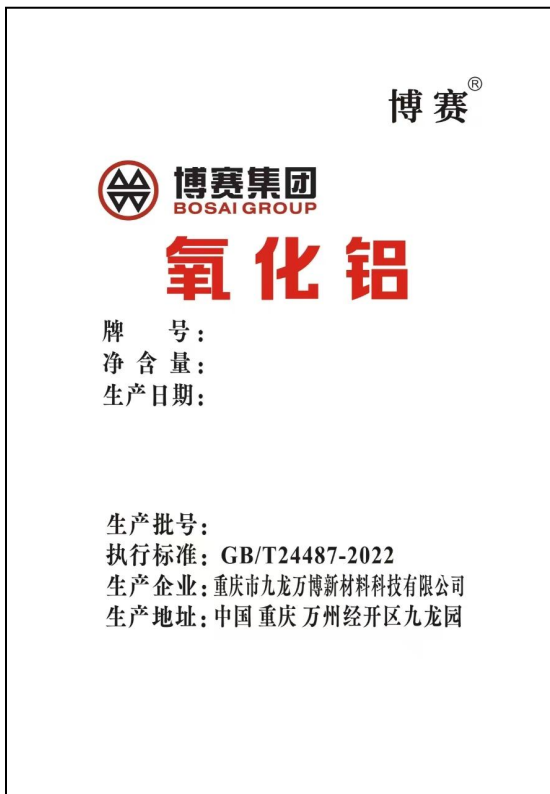 博赛®
博赛集团
BOSAI GROUP
氧化铝
牌 号：
净含量：
生产日期：
生产批号：
执行标准：GB/T24487-2022
生产企业：重庆市九龙万博新材料科技有限公司
生产地址：中国 重庆 万州经开区九龙园